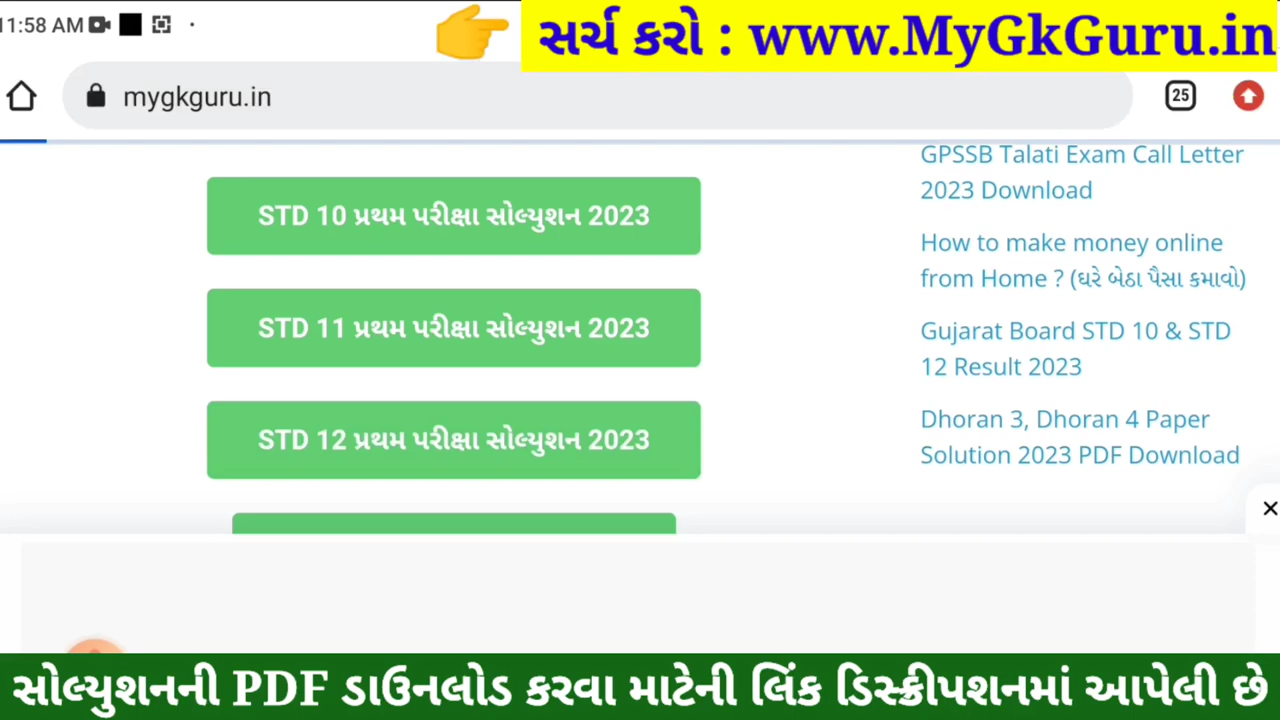 11:58 AM
સર્ચ કરો : www.MyGkGuru.in
mygkguru.in
25
STD 10 પ્રથમ પરીક્ષા સોલ્યુશન 2023
STD 11 પ્રથમ પરીક્ષા સોલ્યુશન 2023
STD 12 પ્રથમ પરીક્ષા સોલ્યુશન 2023
GPSSB Talati Exam Call Letter
2023 Download
How to make money online
from Home ? (ઘરે બેઠા પૈસા કમાવો)
Gujarat Board STD 10 & STD
12 Result 2023
Dhoran 3, Dhoran 4 Paper
Solution 2023 PDF Download
સોલ્યુશનની PDF ડાઉનલોડ કરવા માટેની લિંક ડિસ્ક્રીપશનમાં આપેલી છે